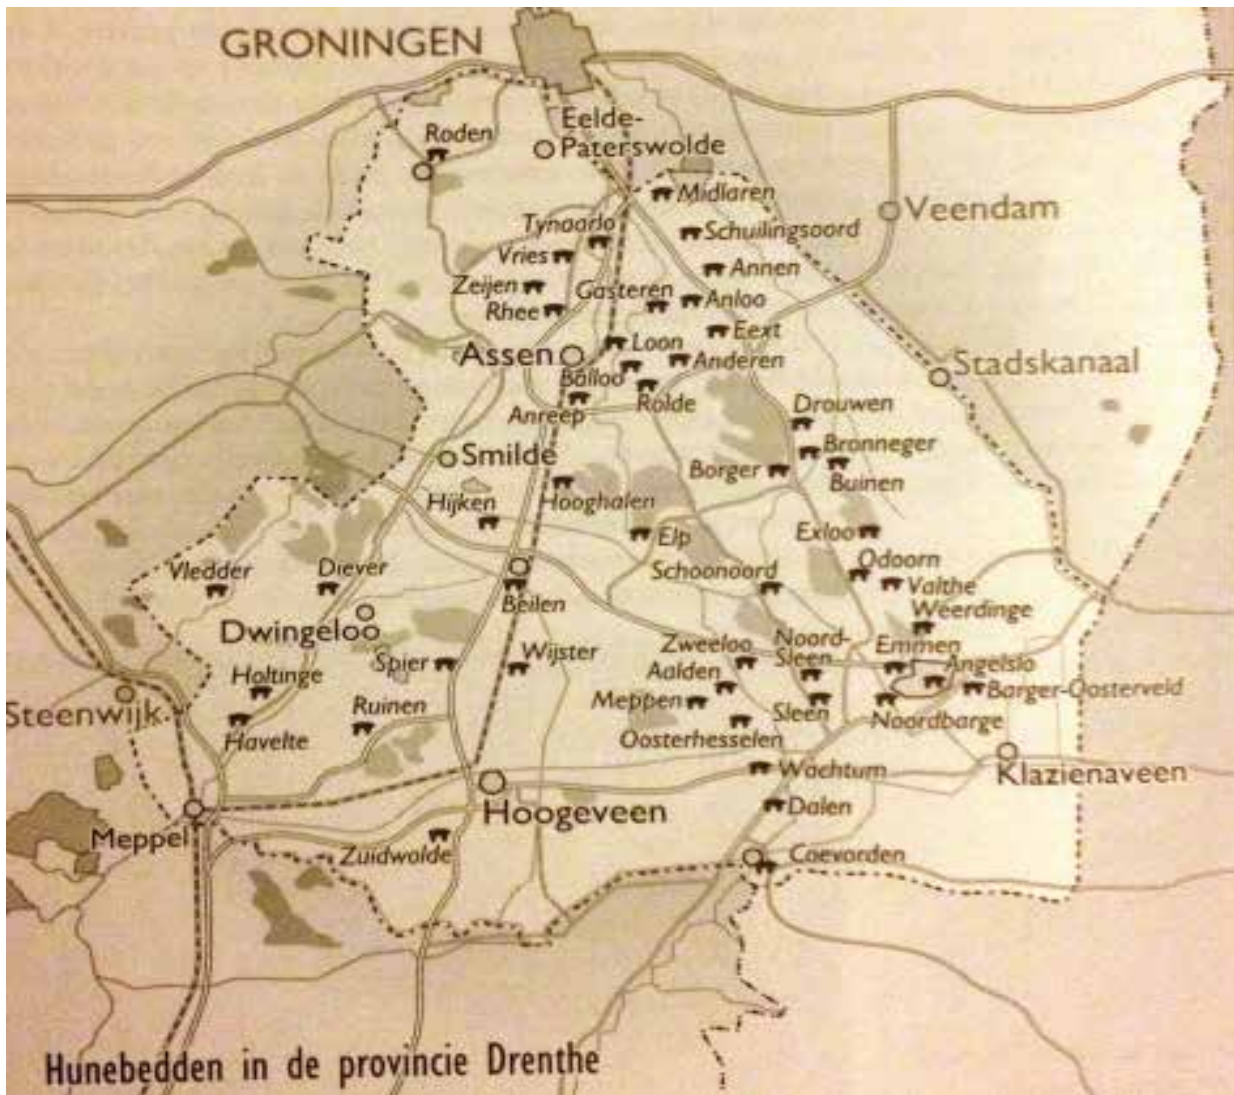 GRONINGEN
Eelde-
Paterswolde
Roden
Midlaren
Veendam
Tynaarlo
Schuilingsoord
Vries
Annen
Zeijen
Gasteren
Anloo
Rhee
Eext
Loon
Assen
Anderen
Stadskanaal
Balloo
Rolde
Anreep
Drouwen
Bronneger
Smilde
Borger
Buinen
Hijken
Hooghalen
Elp
Exloo
Odoorn
Vledder
Diever
Schoonoord
Valthe
Beilen
Weerdinge
Dwingeloo
Zweeloo
Noord-
Sleen
Emmen
Spier
Wijster
Aalden
Angelslo
Holtinge
Barger-Oosterveld
Meppen
Steenwijk
Ruinen
Sleen
Noordbarge
Havelte
Oosterhesselen
Wachtum
Klazienaveen
Hoogeveen
Dalen
Meppel
Zuidwolde
Coevorden
Hunebedden in de provincie Drenthe